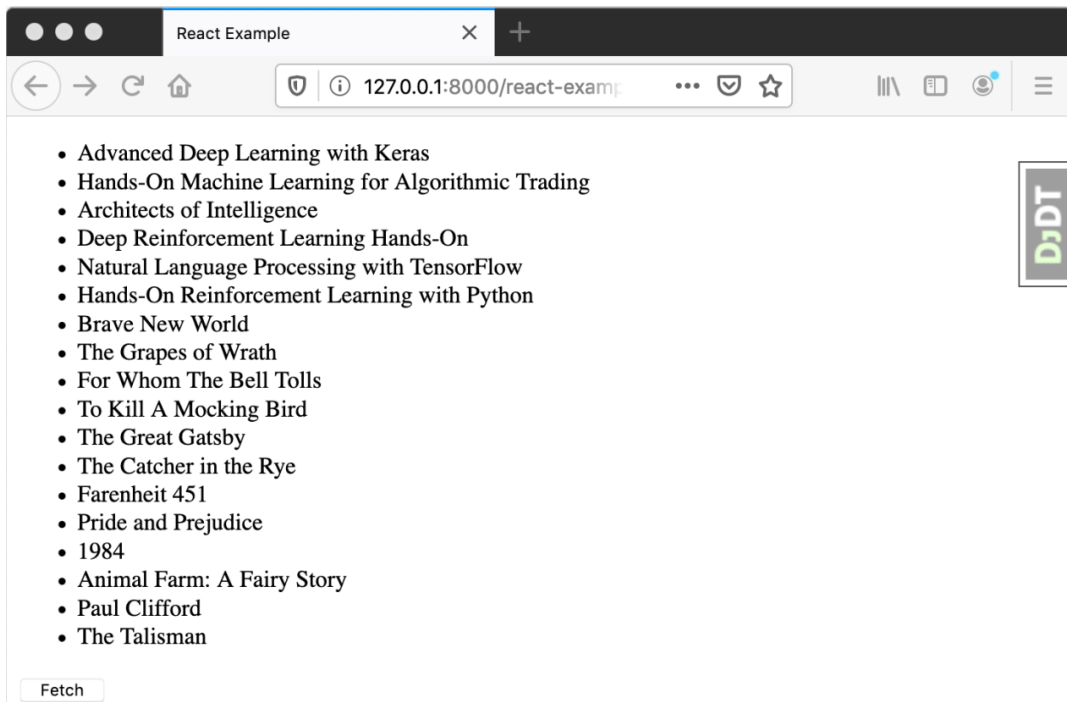 React Example
127.0.0.1:8000/react-examp
Advanced Deep Learning with Keras
Hands-On Machine Learning for Algorithmic Trading
Architects of Intelligence
Deep Reinforcement Learning Hands-On
Natural Language Processing with TensorFlow
Hands-On Reinforcement Learning with Python
Brave New World
The Grapes of Wrath
For Whom The Bell Tolls
To Kill A Mocking Bird
The Great Gatsby
The Catcher in the Rye
Farenheit 451
Pride and Prejudice
1984
Animal Farm: A Fairy Story
Paul Clifford
The Talisman
Fetch
DJDT